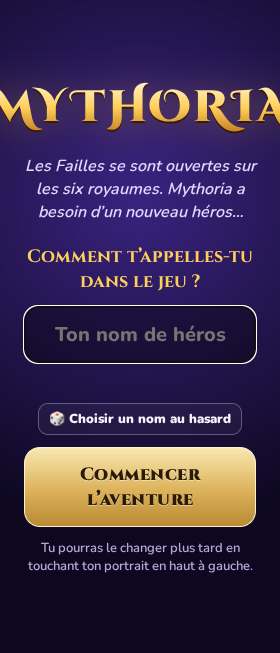 MYTHORIA
Les Failles se sont ouvertes sur
les six royaumes. Mythoria a
besoin d'un nouveau héros…
Comment t'appelles-tu
dans le jeu ?
Ton nom de héros
🎲 Choisir un nom au hasard
Commencer
l'aventure
Tu pourras le changer plus tard en
touchant ton portrait en haut à gauche.